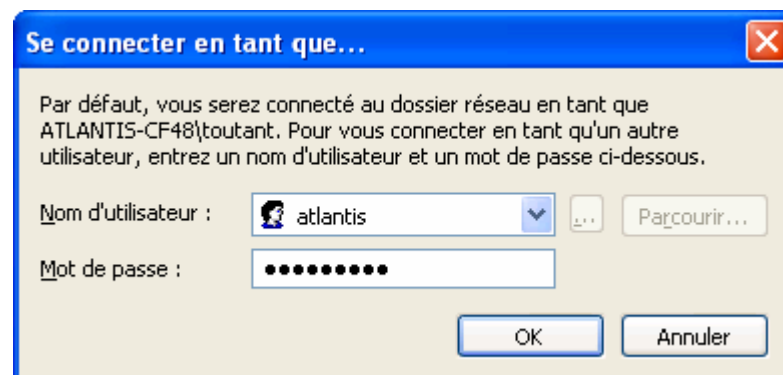 Se connecter en tant que...
Par défaut, vous serez connecté au dossier réseau en tant que
ATLANTIS-CF48\toutant. Pour vous connecter en tant qu'un autre
utilisateur, entrez un nom d'utilisateur et un mot de passe ci-dessous.
Nom d'utilisateur : atlantis ... Parcourir...
Mot de passe : •••••••••
OK Annuler